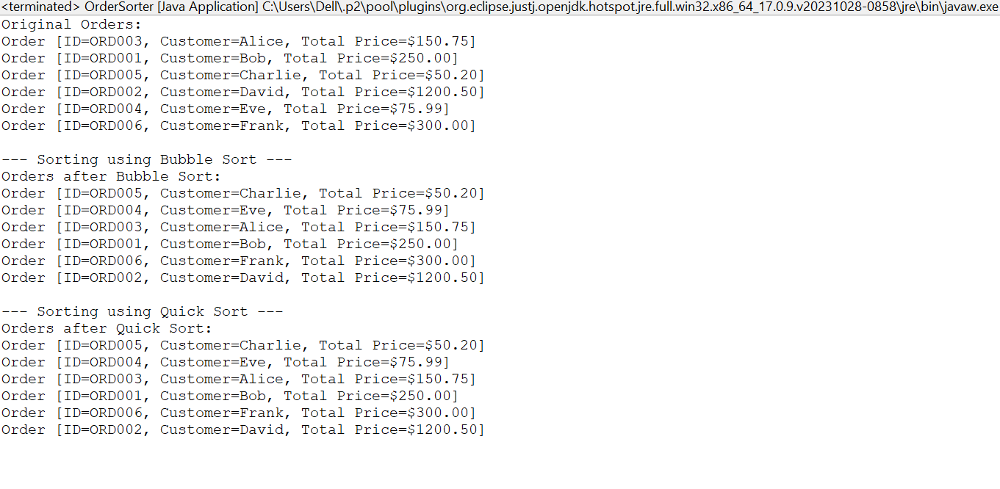 <terminated> OrderSorter [Java Application] C:\Users\Dell\.p2\pool\plugins\org.eclipse.justj.openjdk.hotspot.jre.full.win32.x86_64_17.0.9.v20231028-0858\jre\bin\javaw.exe
Original Orders:
Order [ID=ORD003, Customer=Alice, Total Price=$150.75]
Order [ID=ORD001, Customer=Bob, Total Price=$250.00]
Order [ID=ORD005, Customer=Charlie, Total Price=$50.20]
Order [ID=ORD002, Customer=David, Total Price=$1200.50]
Order [ID=ORD004, Customer=Eve, Total Price=$75.99]
Order [ID=ORD006, Customer=Frank, Total Price=$300.00]

--- Sorting using Bubble Sort ---
Orders after Bubble Sort:
Order [ID=ORD005, Customer=Charlie, Total Price=$50.20]
Order [ID=ORD004, Customer=Eve, Total Price=$75.99]
Order [ID=ORD003, Customer=Alice, Total Price=$150.75]
Order [ID=ORD001, Customer=Bob, Total Price=$250.00]
Order [ID=ORD006, Customer=Frank, Total Price=$300.00]
Order [ID=ORD002, Customer=David, Total Price=$1200.50]

--- Sorting using Quick Sort ---
Orders after Quick Sort:
Order [ID=ORD005, Customer=Charlie, Total Price=$50.20]
Order [ID=ORD004, Customer=Eve, Total Price=$75.99]
Order [ID=ORD003, Customer=Alice, Total Price=$150.75]
Order [ID=ORD001, Customer=Bob, Total Price=$250.00]
Order [ID=ORD006, Customer=Frank, Total Price=$300.00]
Order [ID=ORD002, Customer=David, Total Price=$1200.50]